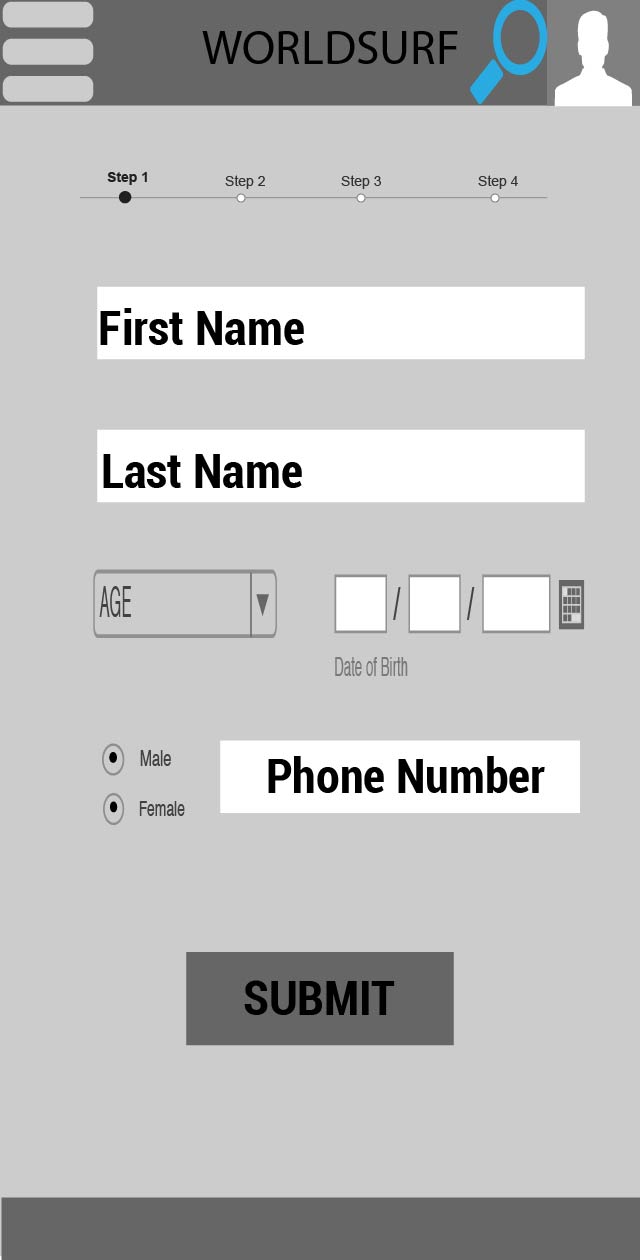 WORLDSURF
Step 1 Step 2 Step 3 Step 4
First Name
Last Name
AGE / /
Date of Birth
Male
Phone Number
Female
SUBMIT